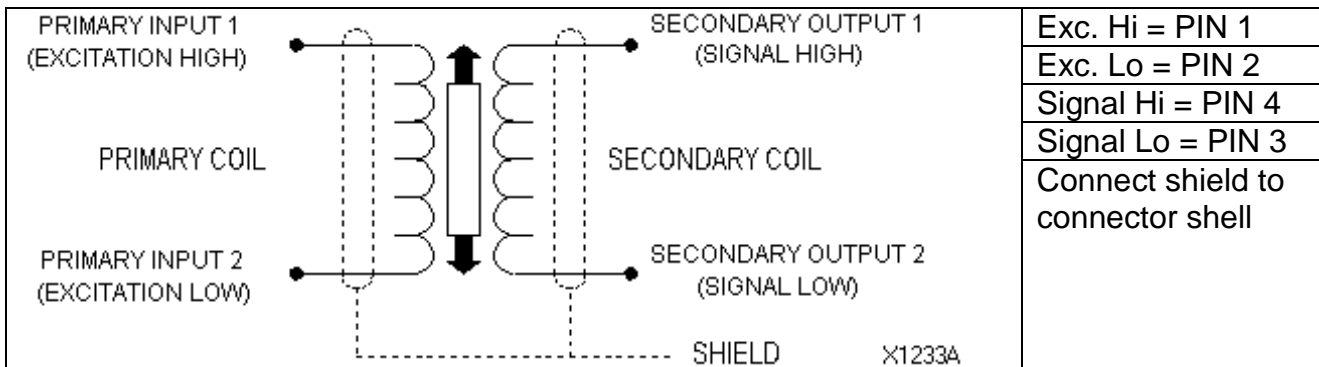 PRIMARY INPUT 1
(EXCITATION HIGH)
SECONDARY OUTPUT 1
(SIGNAL HIGH)
PRIMARY COIL
SECONDARY COIL
PRIMARY INPUT 2
(EXCITATION LOW)
SECONDARY OUTPUT 2
(SIGNAL LOW)
SHIELD
X1233A
Exc. Hi = PIN 1
Exc. Lo = PIN 2
Signal Hi = PIN 4
Signal Lo = PIN 3
Connect shield to
connector shell